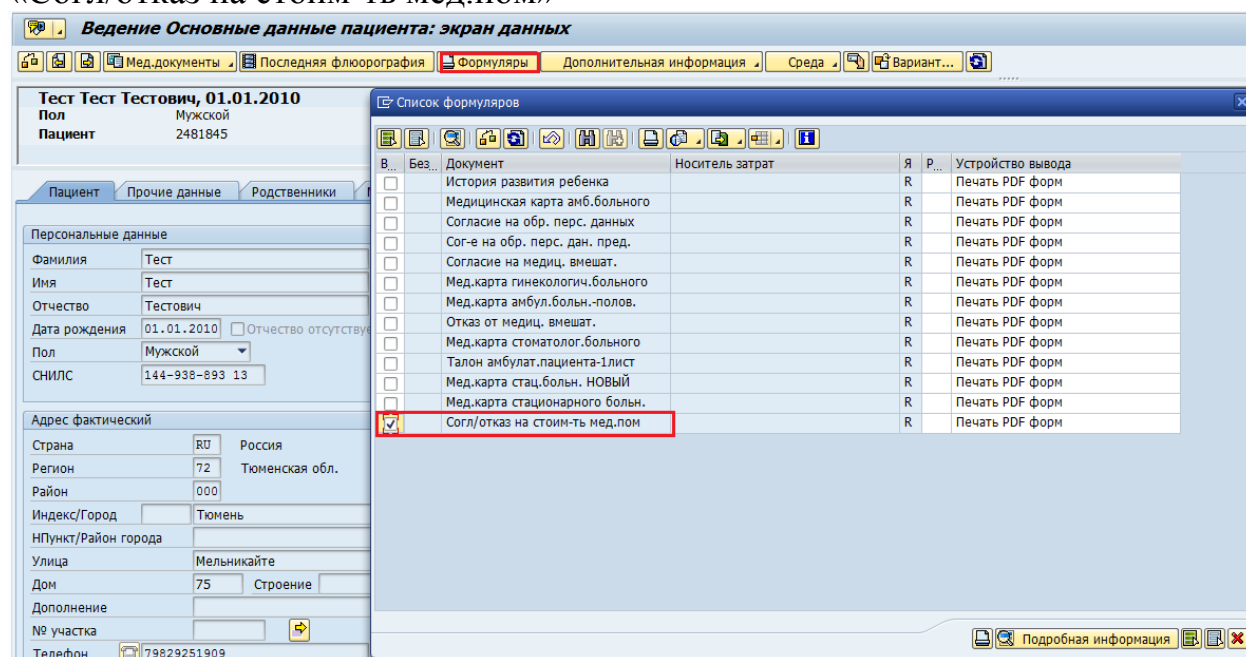 «Согл/отказ на стоим-ть мед.пом»
Ведение Основные данные пациента: экран данных
Мед.документы Последняя флюорография Формуляры Дополнительная информация Среда Вариант...
Тест Тест Тестович, 01.01.2010
Пол Мужской
Пациент 2481845
Пациент Прочие данные Родственники
Персональные данные
Фамилия Тест
Имя Тест
Отчество Тестович
Дата рождения 01.01.2010 Отчество отсутствуе
Пол Мужской
СНИЛС 144-938-893 13
Адрес фактический
Страна RU Россия
Регион 72 Тюменская обл.
Район 000
Индекс/Город Тюмень
НПункт/Район города
Улица Мельникайте
Дом 75 Строение
Дополнение
№ участка
Телефон 79829251909
Список формуляров
В... Без... Документ Носитель затрат Я Р... Устройство вывода
История развития ребенка R Печать PDF форм
Медицинская карта амб.больного R Печать PDF форм
Согласие на обр. перс. данных R Печать PDF форм
Сог-е на обр. перс. дан. пред. R Печать PDF форм
Согласие на медиц. вмешат. R Печать PDF форм
Мед.карта гинекологич.больного R Печать PDF форм
Мед.карта амбул.больн.-полов. R Печать PDF форм
Отказ от медиц. вмешат. R Печать PDF форм
Мед.карта стоматолог.больного R Печать PDF форм
Талон амбулат.пациента-1лист R Печать PDF форм
Мед.карта стац.больн. НОВЫЙ R Печать PDF форм
Мед.карта стационарного больн. R Печать PDF форм
Согл/отказ на стоим-ть мед.пом R Печать PDF форм
Подробная информация